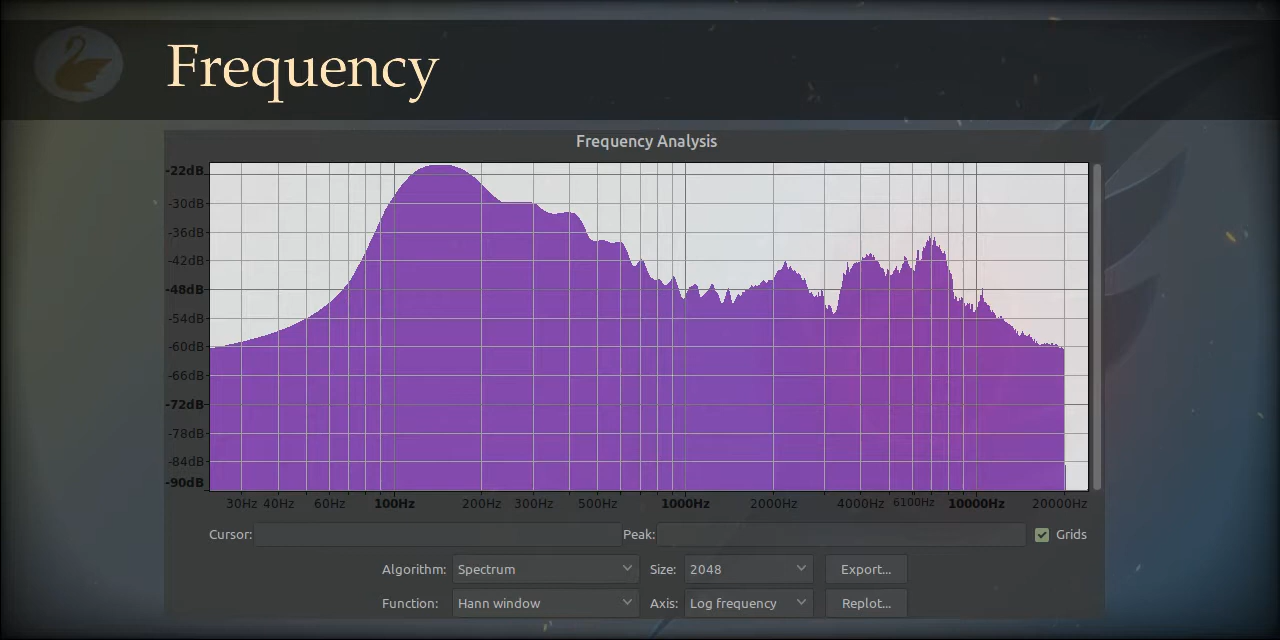 Frequency
Frequency Analysis
-22dB
-30dB
-36dB
-42dB
-48dB
-54dB
-60dB
-66dB
-72dB
-78dB
-84dB
-90dB
30Hz 40Hz 60Hz 100Hz 200Hz 300Hz 500Hz 1000Hz 2000Hz 4000Hz 6100Hz 10000Hz 20000Hz
Cursor: Peak: Grids
Algorithm: Spectrum Size: 2048 Export...
Function: Hann window Axis: Log frequency Replot...